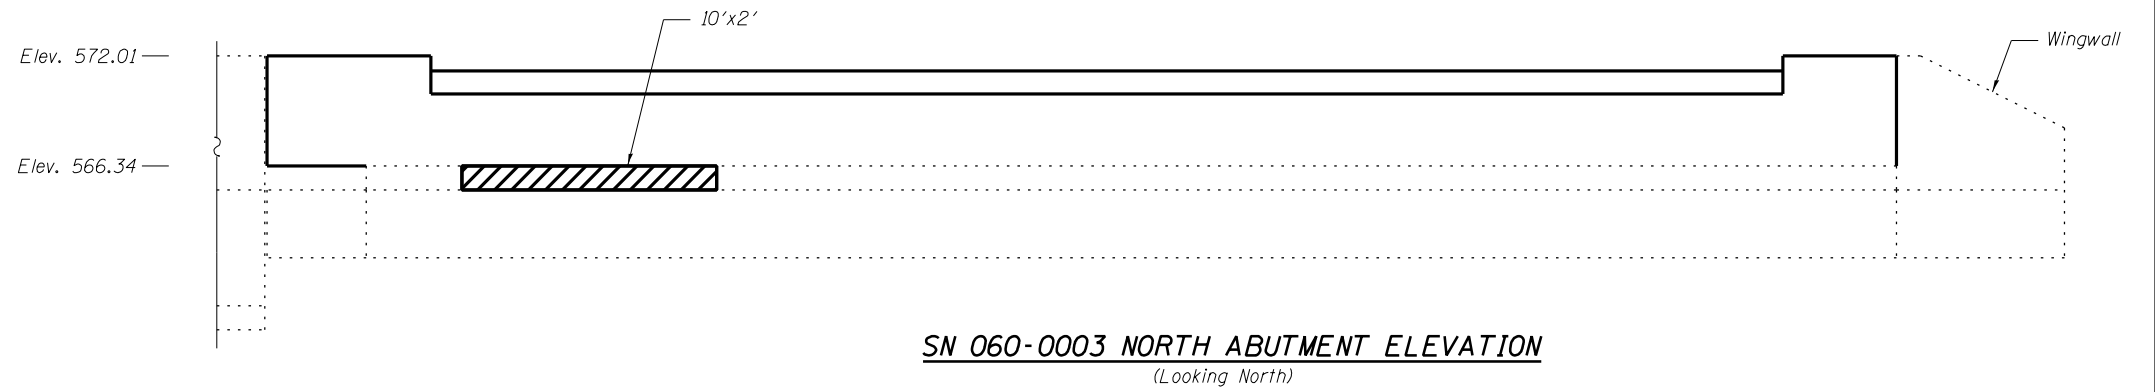 10'x2'
Elev. 572.01
Wingwall
Elev. 566.34
SN 060-0003 NORTH ABUTMENT ELEVATION
(Looking North)